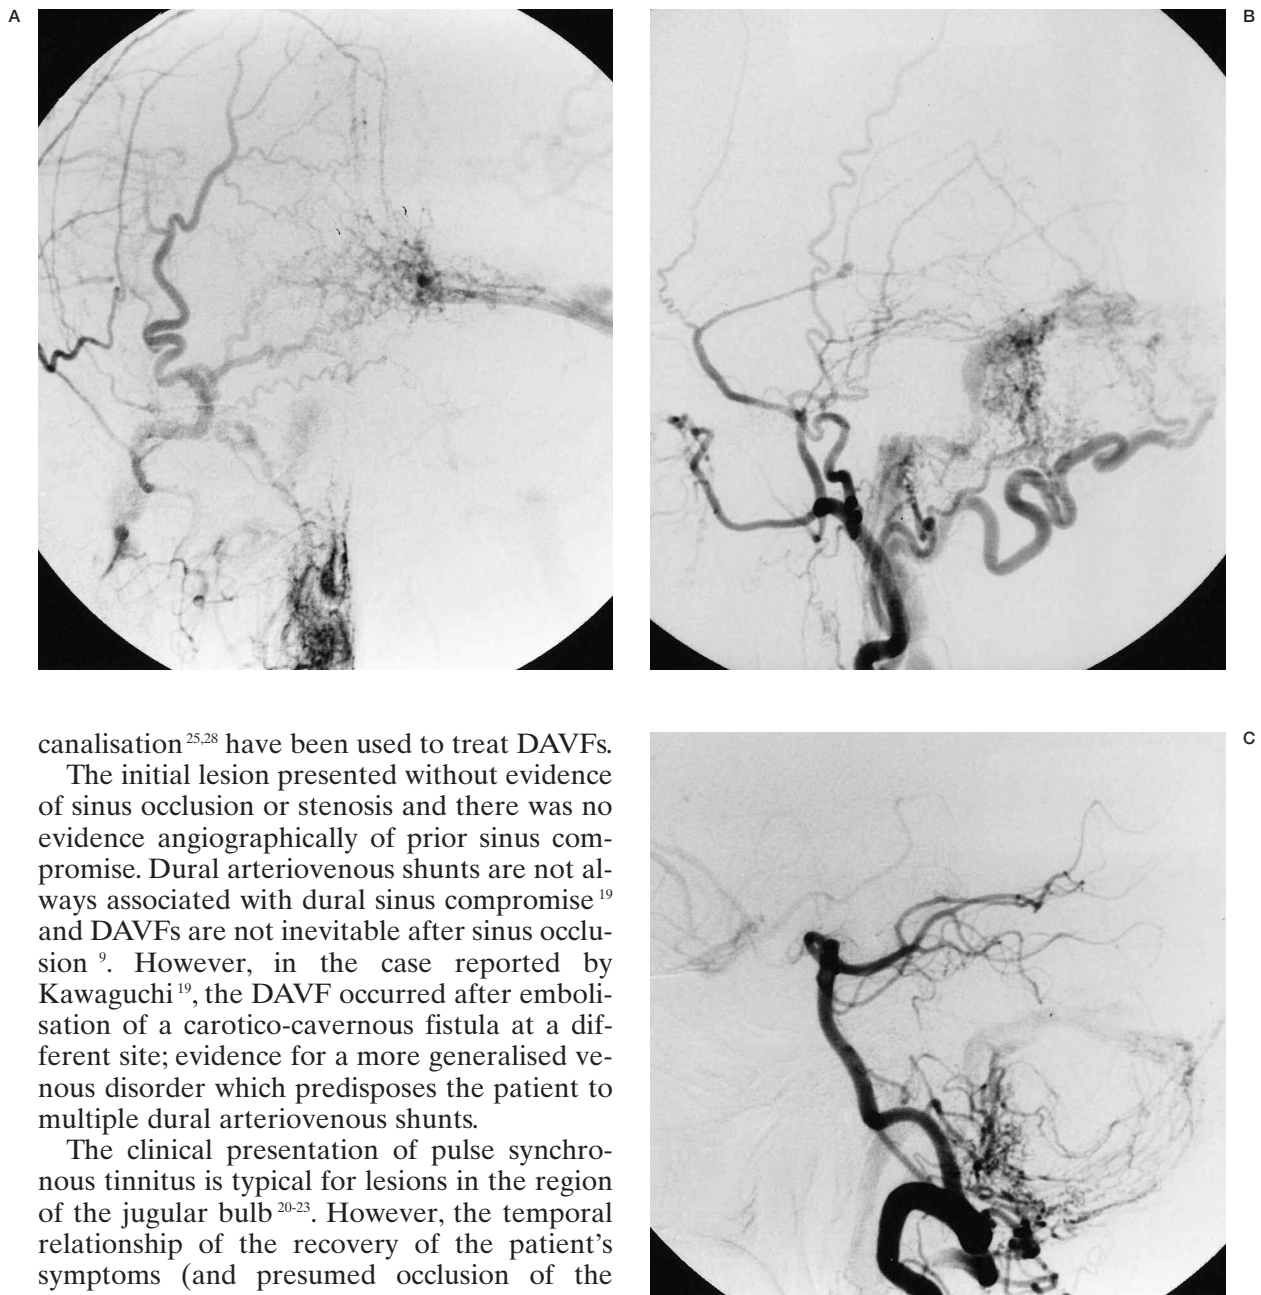 A
B
canalisation 25,28 have been used to treat DAVFs.
The initial lesion presented without evidence
of sinus occlusion or stenosis and there was no
evidence angiographically of prior sinus com-
promise. Dural arteriovenous shunts are not al-
ways associated with dural sinus compromise 19
and DAVFs are not inevitable after sinus occlu-
sion 9. However, in the case reported by
Kawaguchi 19, the DAVF occurred after emboli-
sation of a carotico-cavernous fistula at a dif-
ferent site; evidence for a more generalised ve-
nous disorder which predisposes the patient to
multiple dural arteriovenous shunts.
The clinical presentation of pulse synchro-
nous tinnitus is typical for lesions in the region
of the jugular bulb 20-23. However, the temporal
relationship of the recovery of the patient's
symptoms (and presumed occlusion of the
C